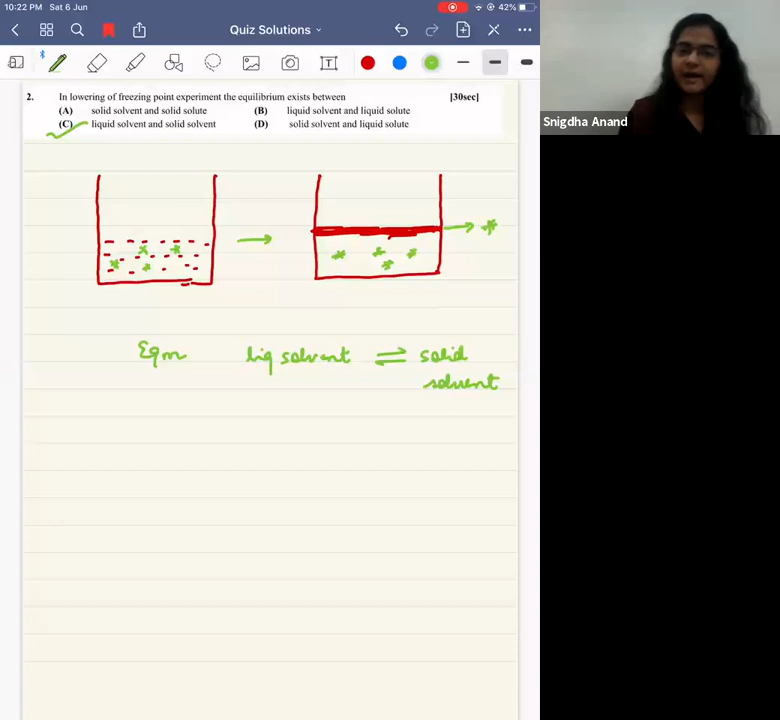 10:22 PM Sat 6 Jun
42%
Quiz Solutions
T
2. In lowering of freezing point experiment the equilibrium exists between [30sec]
(A) solid solvent and solid solute (B) liquid solvent and liquid solute
(C) liquid solvent and solid solvent (D) solid solvent and liquid solute
Snigdha Anand
Eqm liq solvent ⇌ solid
solvent